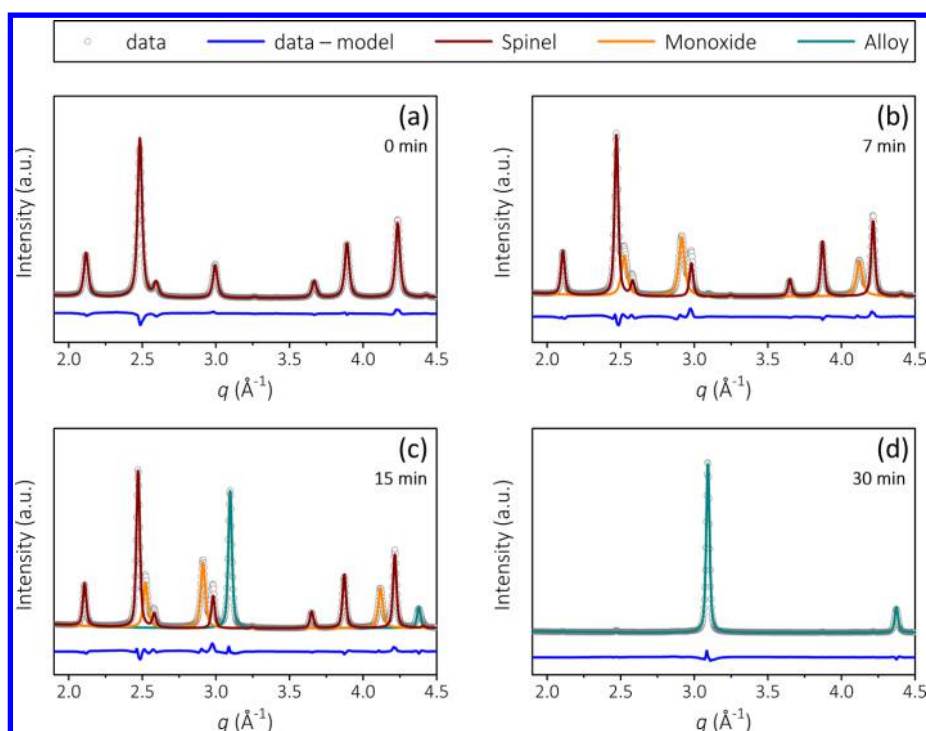 data data – model Spinel Monoxide Alloy
(a)
0 min
Intensity (a.u.)
2.0 2.5 3.0 3.5 4.0 4.5
q (Å⁻¹)
(b)
7 min
Intensity (a.u.)
2.0 2.5 3.0 3.5 4.0 4.5
q (Å⁻¹)
(c)
15 min
Intensity (a.u.)
2.0 2.5 3.0 3.5 4.0 4.5
q (Å⁻¹)
(d)
30 min
Intensity (a.u.)
2.0 2.5 3.0 3.5 4.0 4.5
q (Å⁻¹)